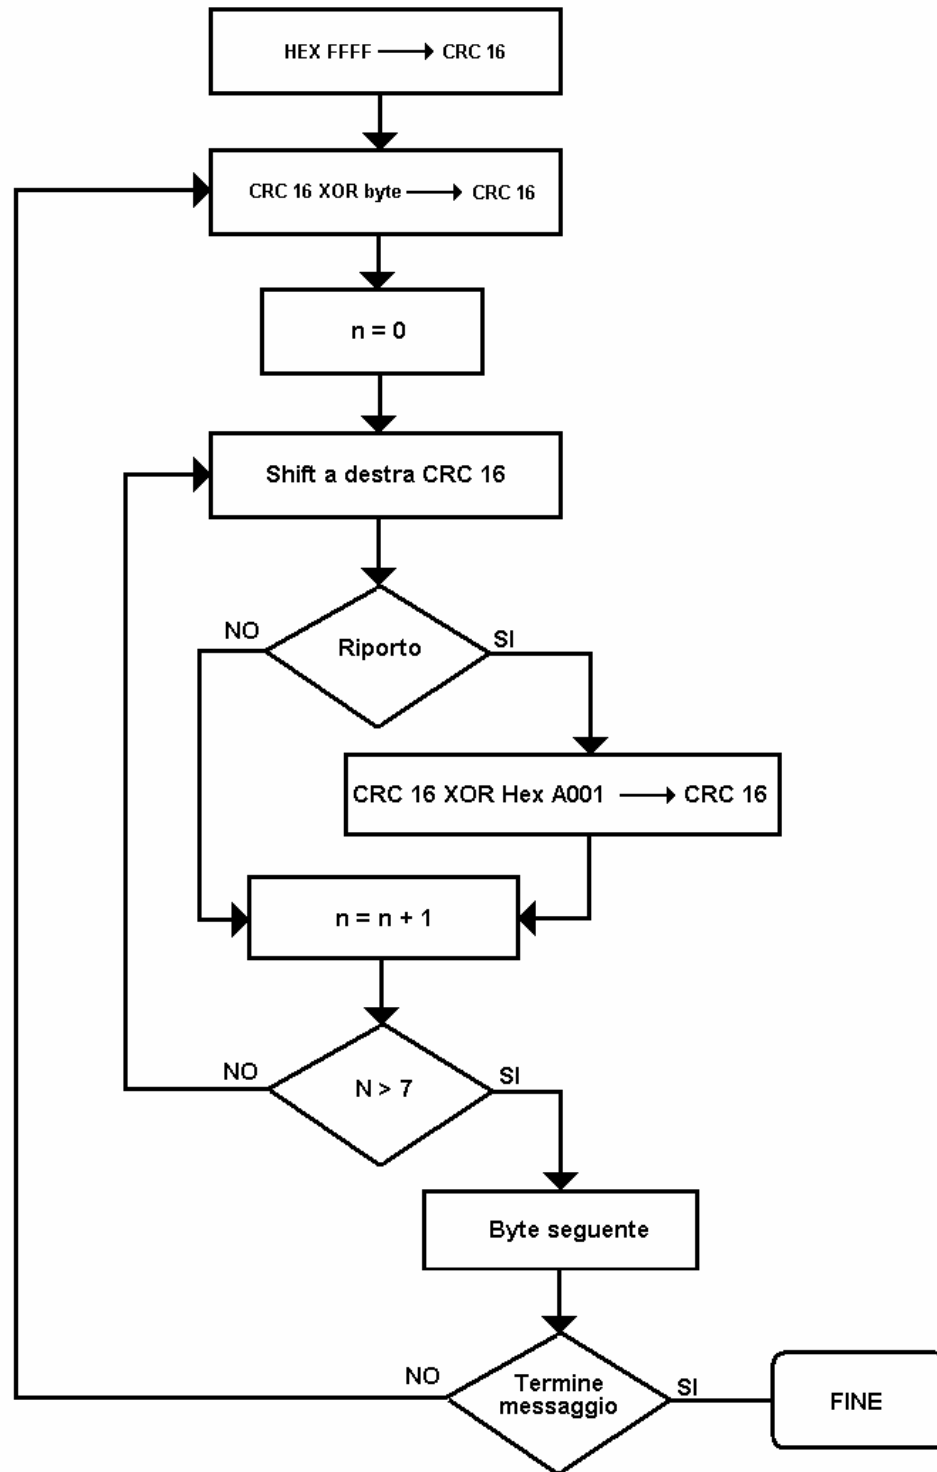 HEX FFFF → CRC 16
CRC 16 XOR byte → CRC 16
n = 0
Shift a destra CRC 16
NO
Riporto
SI
CRC 16 XOR Hex A001 → CRC 16
n = n + 1
NO
N > 7
SI
Byte seguente
NO
Termine
messaggio
SI
FINE